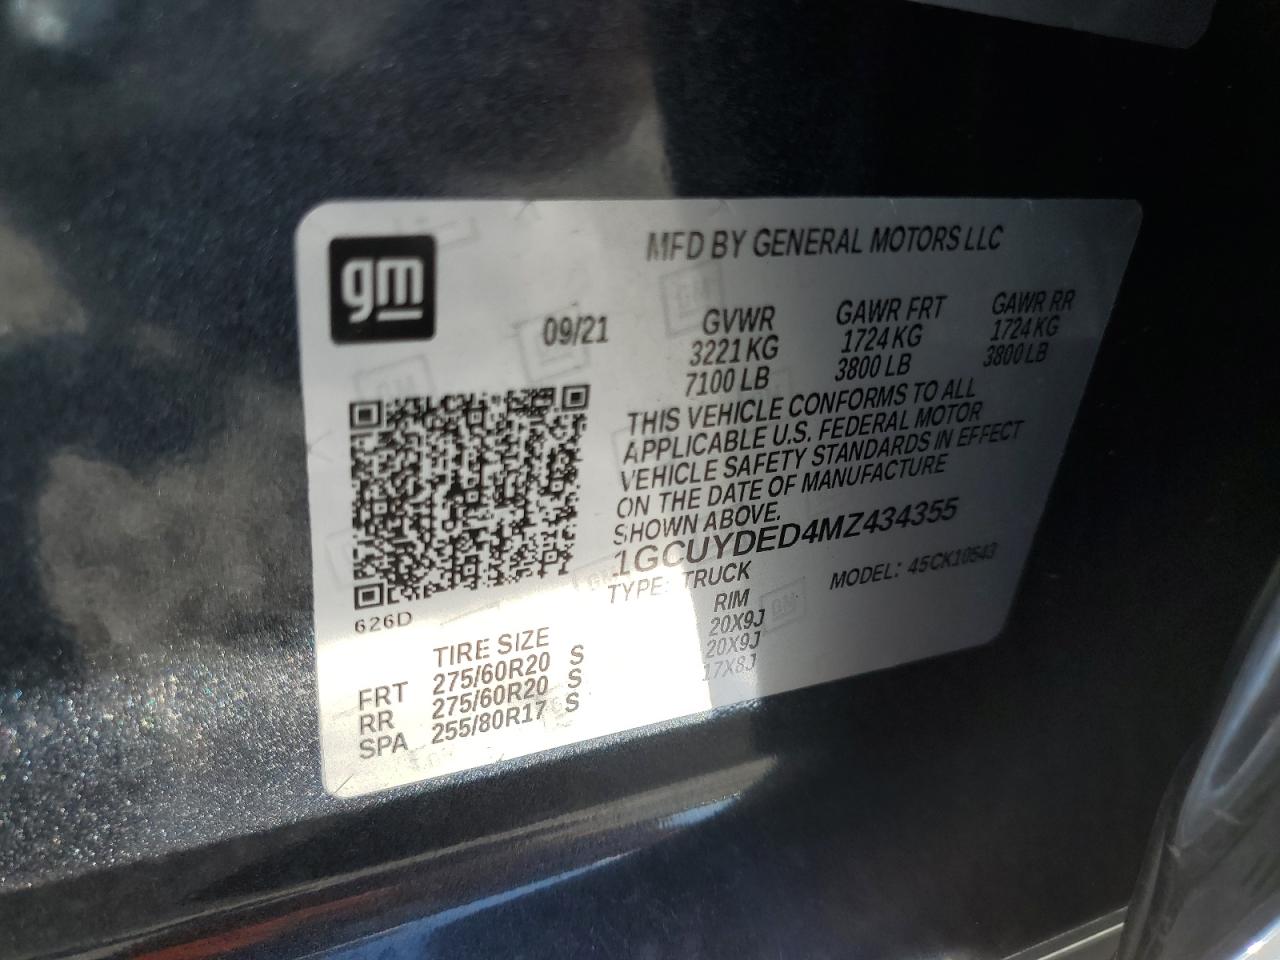 gm
MFD BY GENERAL MOTORS LLC
09/21
GVWR
3221 KG
7100 LB
GAWR FRT
1724 KG
3800 LB
GAWR RR
1724 KG
3800 LB
THIS VEHICLE CONFORMS TO ALL
APPLICABLE U.S. FEDERAL MOTOR
VEHICLE SAFETY STANDARDS IN EFFECT
ON THE DATE OF MANUFACTURE
SHOWN ABOVE.
1GCUYDED4MZ434355
TYPE: TRUCK
MODEL: 45CK10543
626D
TIRE SIZE RIM
FRT 275/60R20 S 20X9J
RR 275/60R20 S 20X9J
SPA 255/80R17 S 17X8J